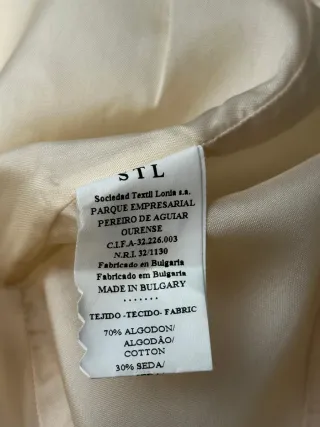 STL
Sociedad Textil Lonia s.a.
PARQUE EMPRESARIAL
PEREIRO DE AGUIAR
OURENSE
C.I.F.A-32.226.003
N.R.I. 32/1130
Fabricado en Bulgaria
Fabricado em Bulgaria
MADE IN BULGARY
.......
TEJIDO -TECIDO- FABRIC
70% ALGODON/
ALGODÃO/
COTTON
30% SEDA/